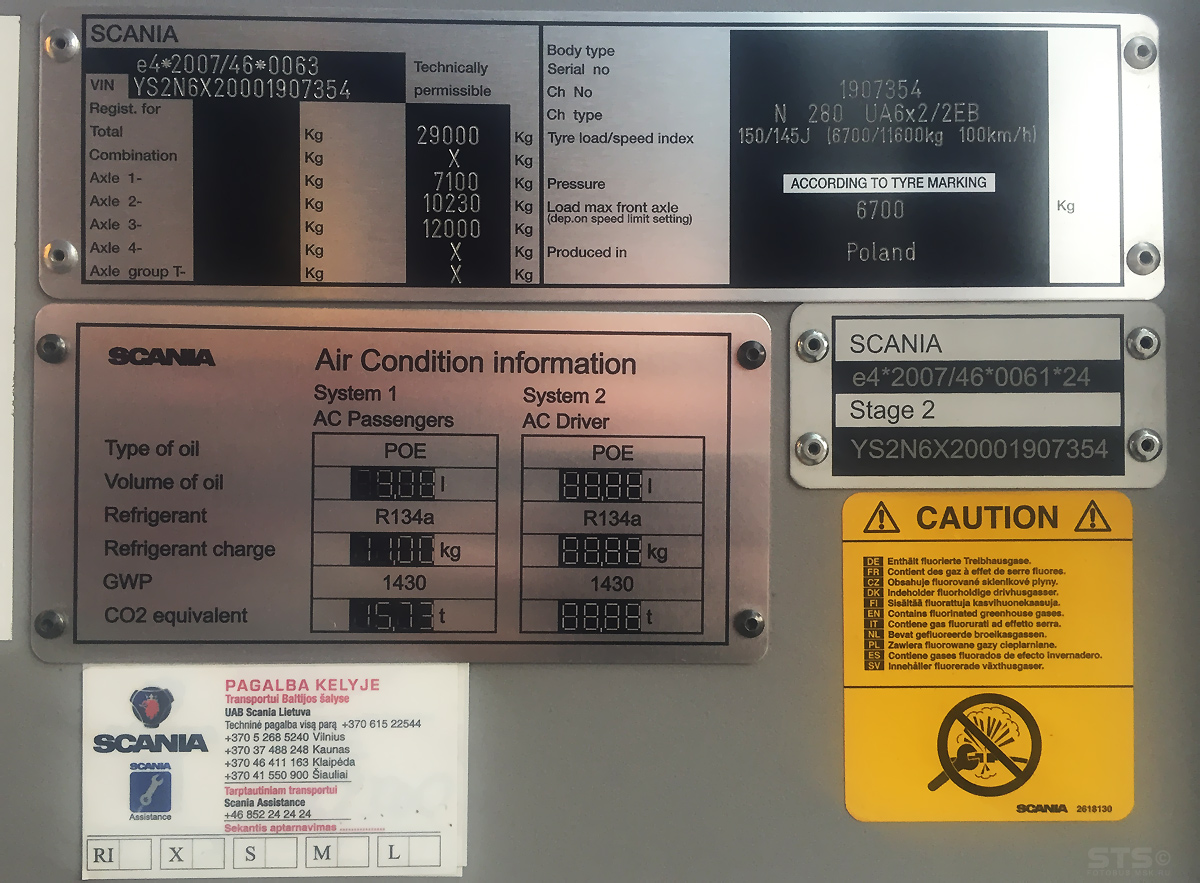 SCANIA
e4*2007/46*0063
VIN YS2N6X20001907354
Technically
permissible
Regist. for
Total Kg 29000 Kg
Combination Kg X Kg
Axle 1- Kg 7100 Kg
Axle 2- Kg 10230 Kg
Axle 3- Kg 12000 Kg
Axle 4- Kg X Kg
Axle group T- Kg X Kg
Body type
Serial no 1907354
Ch No
Ch type N 280 UA6x2/2EB
Tyre load/speed index 150/145J (6700/11600kg 100km/h)
Pressure ACCORDING TO TYRE MARKING
Load max front axle 6700 Kg
(dep.on speed limit setting)
Produced in Poland
SCANIA Air Condition information
System 1 System 2
AC Passengers AC Driver
Type of oil POE POE
Volume of oil l l
Refrigerant R134a R134a
Refrigerant charge 11,00 kg kg
GWP 1430 1430
CO2 equivalent 15,73 t t
SCANIA
e4*2007/46*0061*24
Stage 2
YS2N6X20001907354
CAUTION
DE Enthält fluorierte Treibhausgase.
FR Contient des gaz à effet de serre fluores.
CZ Obsahuje fluorované skleníkové plyny.
DK Indeholder fluorholdige drivhusgasser.
FI Sisältää fluorattuja kasvihuonekaasuja.
EN Contains fluorinated greenhouse gases.
IT Contiene gas fluorurati ad effetto serra.
NL Bevat gefluoreerde broeikasgassen.
PL Zawiera fluorowane gazy cieplarniane.
ES Contiene gases fluorados de efecto invernadero.
SV Innehåller fluorerade växthusgaser.
SCANIA 2618130
SCANIA
SCANIA
Assistance
PAGALBA KELYJE
Transportui Baltijos šalyse
UAB Scania Lietuva
Techninė pagalba visą parą +370 615 22544
+370 5 268 5240 Vilnius
+370 37 488 248 Kaunas
+370 46 411 163 Klaipėda
+370 41 550 900 Šiauliai
Tarptautiniam transportui
Scania Assistance
+46 852 24 24 24
Sekantis aptarnavimas ...............
RI X S M L
STS©